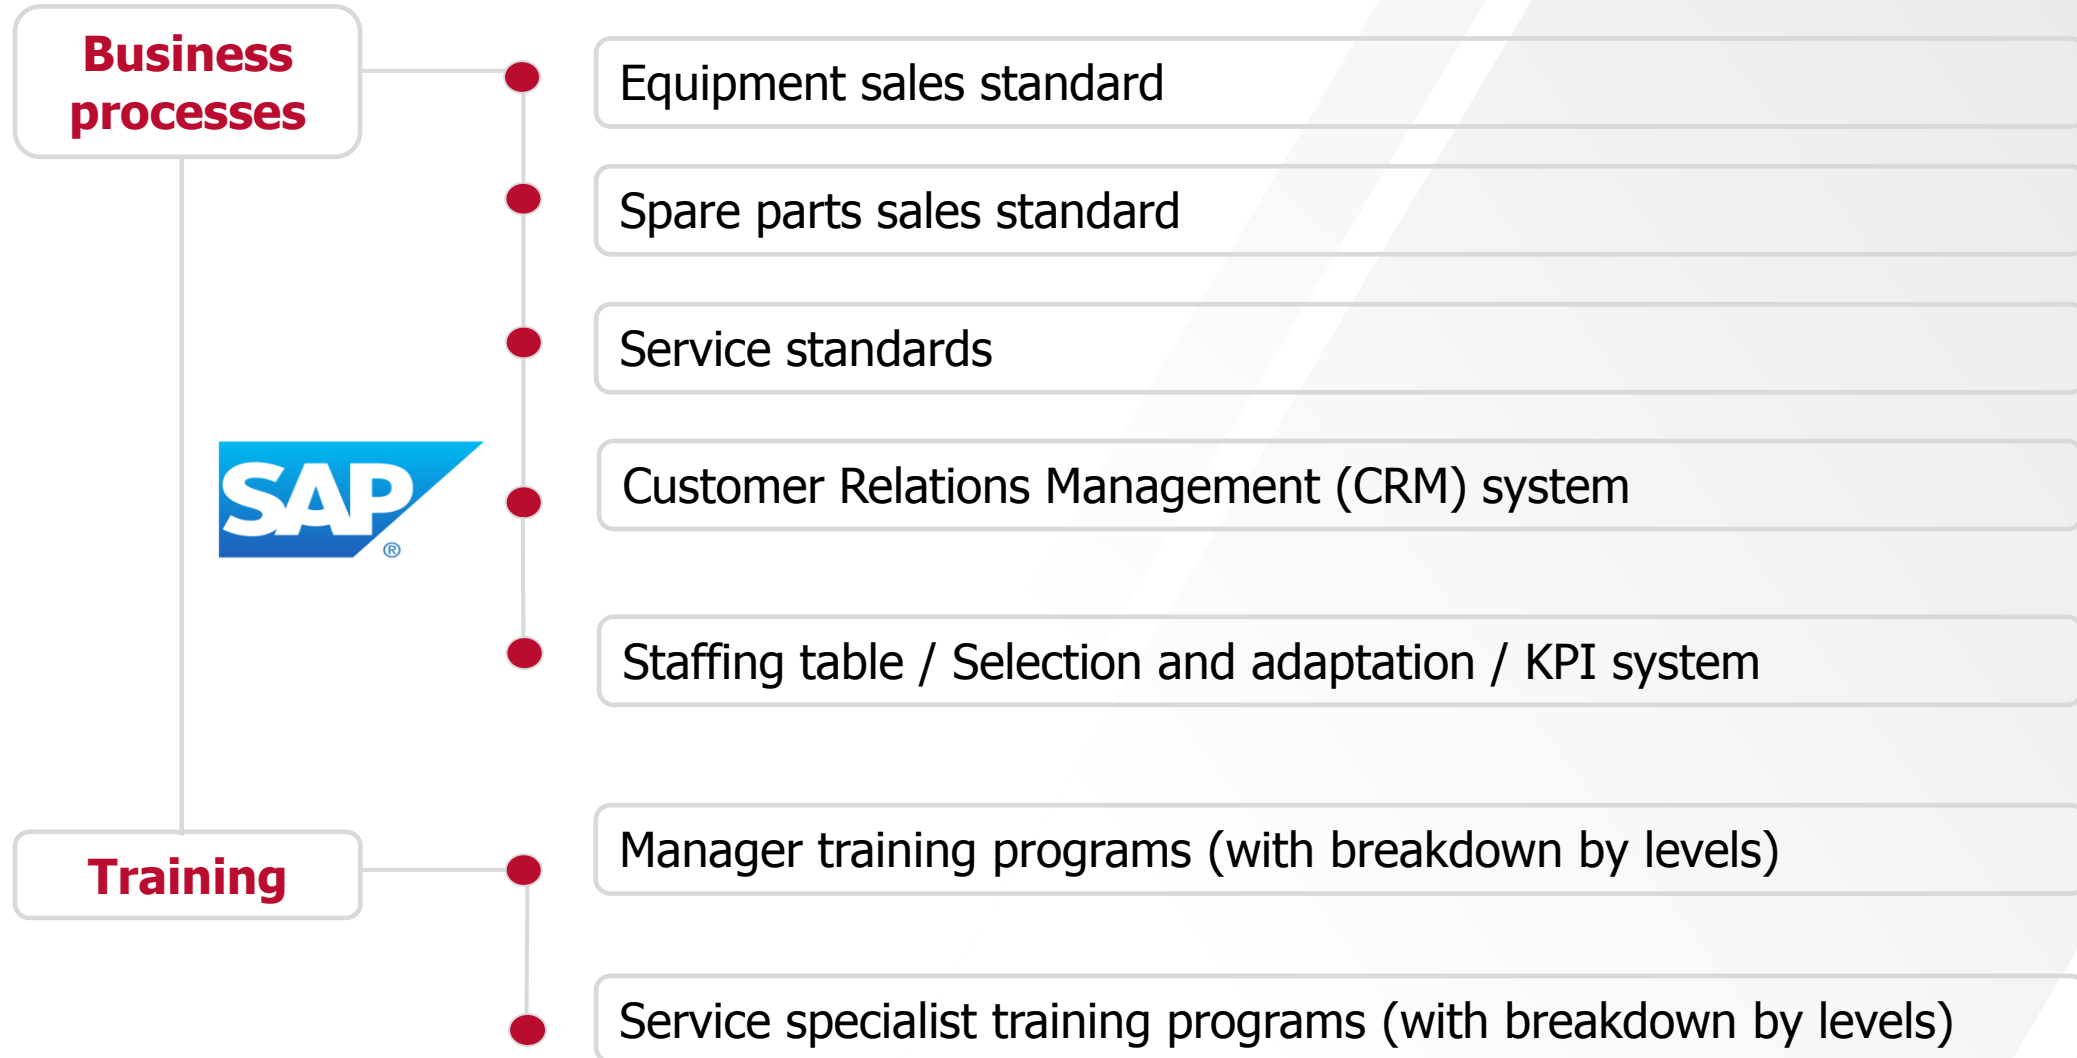 Business
processes
Equipment sales standard
Spare parts sales standard
Service standards
SAP
®
Customer Relations Management (CRM) system
Staffing table / Selection and adaptation / KPI system
Training
Manager training programs (with breakdown by levels)
Service specialist training programs (with breakdown by levels)